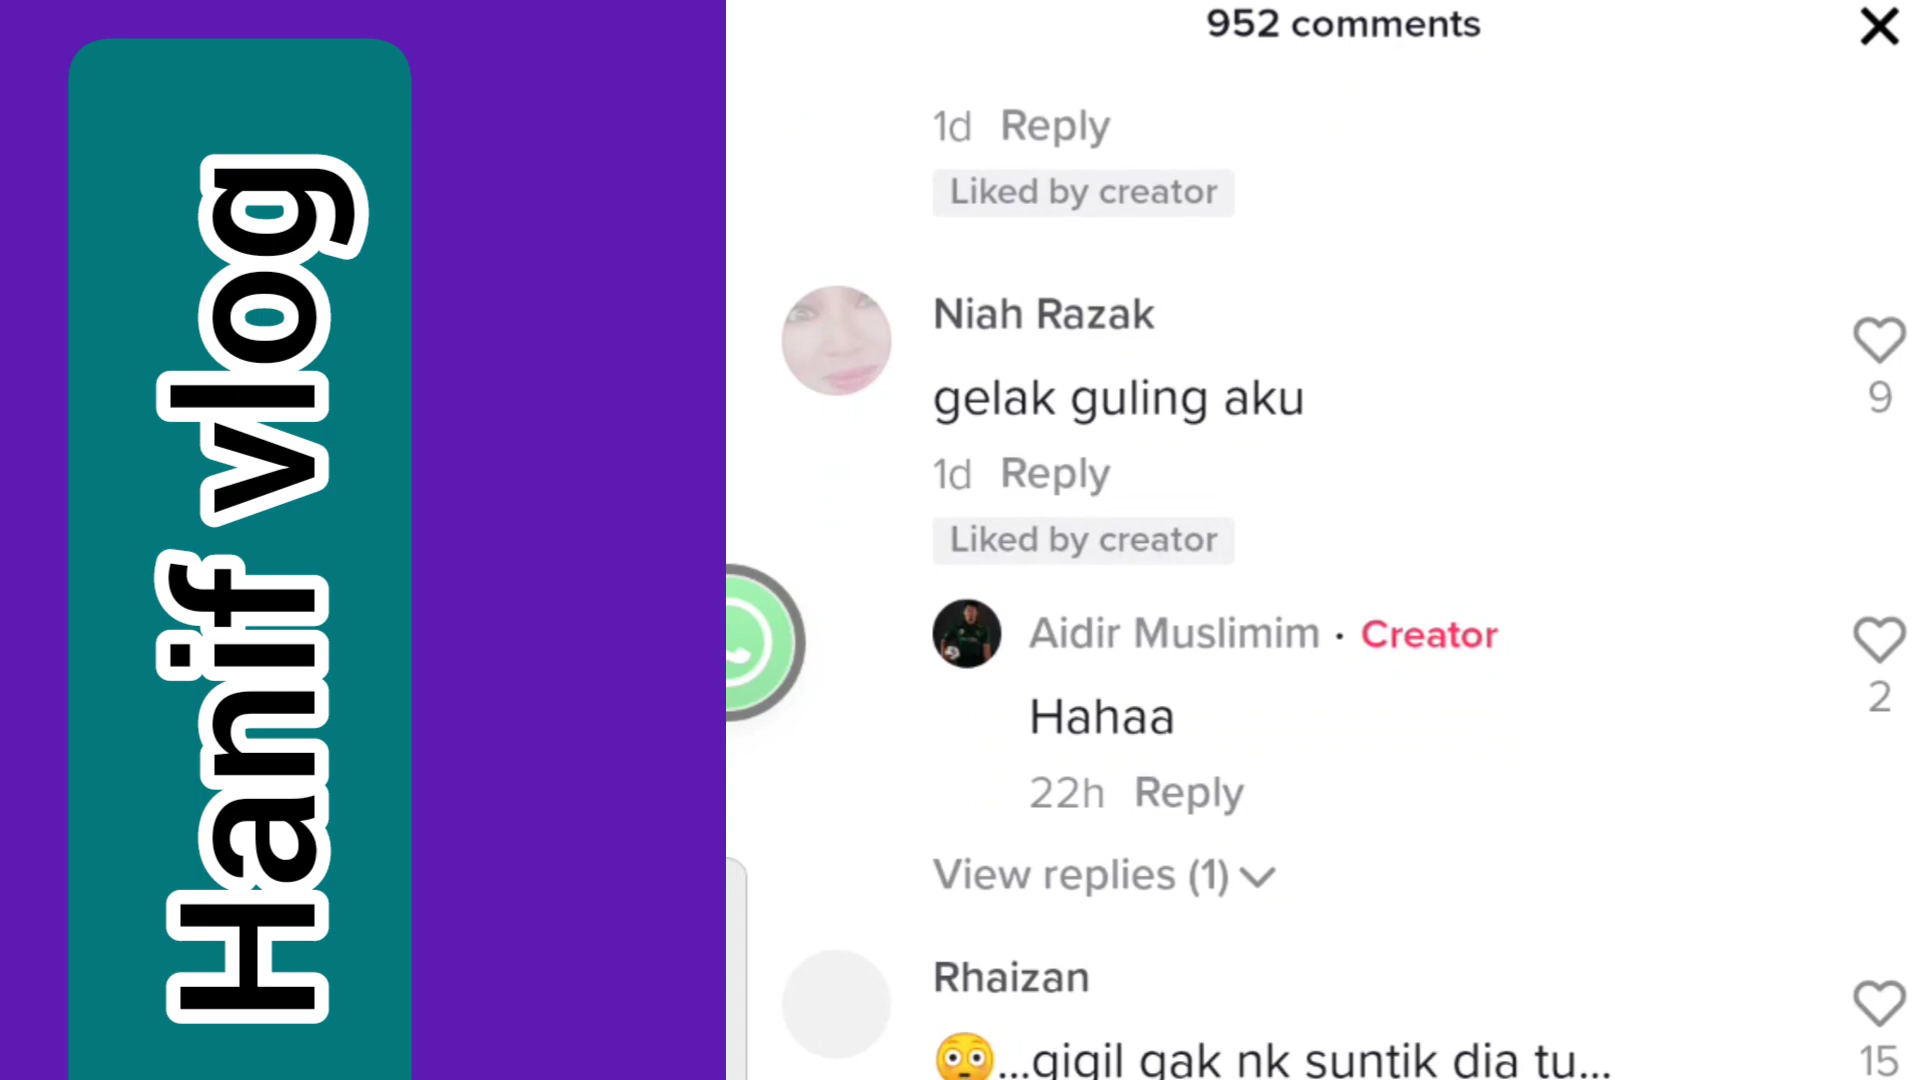 Hanif vlog
952 comments
1d Reply
Liked by creator
Niah Razak
gelak guling aku
9
1d Reply
Liked by creator
Aidir Muslimim · Creator
Hahaa
2
22h Reply
View replies (1)
Rhaizan
😳...gigil gak nk suntik dia tu...
15